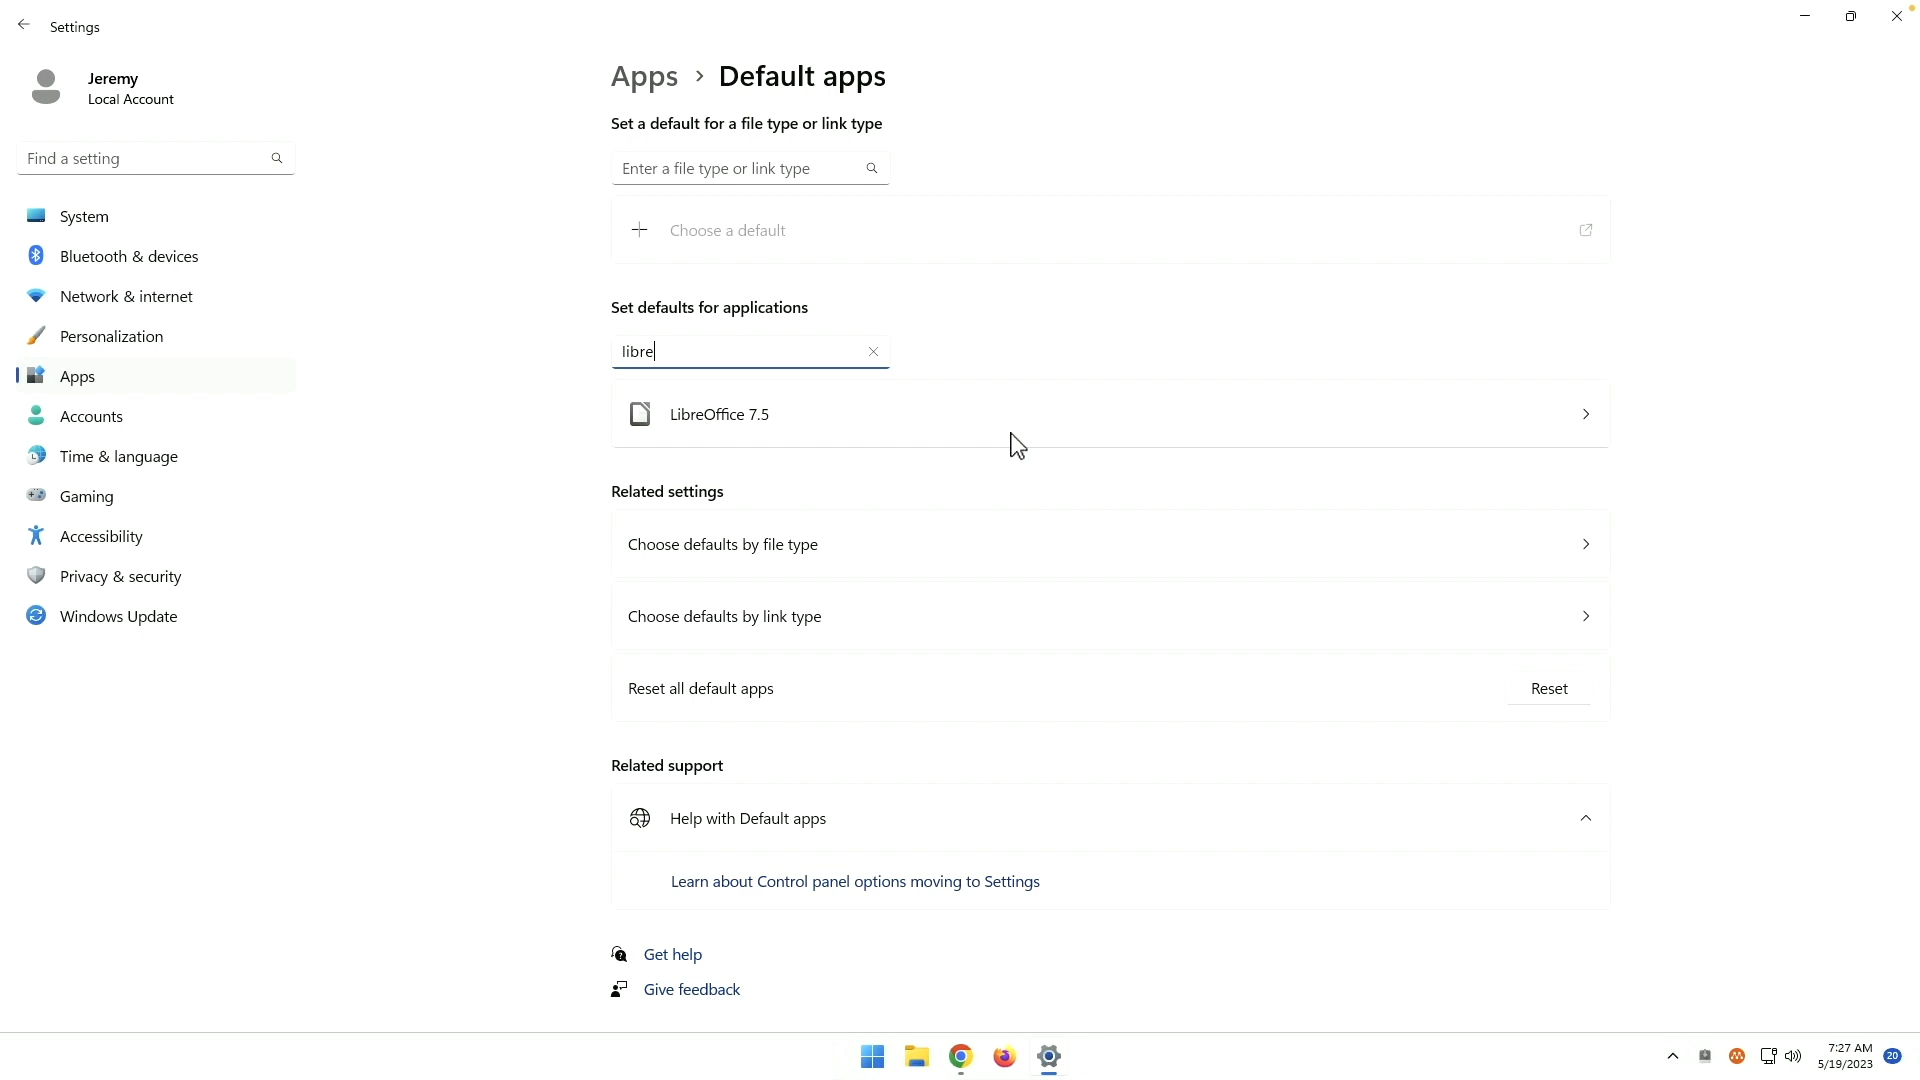 Settings
Jeremy
Local Account
Find a setting
System
Bluetooth & devices
Network & internet
Personalization
Apps
Accounts
Time & language
Gaming
Accessibility
Privacy & security
Windows Update
Apps > Default apps
Set a default for a file type or link type
Enter a file type or link type
Choose a default
Set defaults for applications
libre
LibreOffice 7.5
Related settings
Choose defaults by file type
Choose defaults by link type
Reset all default apps
Reset
Related support
Help with Default apps
Learn about Control panel options moving to Settings
Get help
Give feedback
7:27 AM
5/19/2023
20